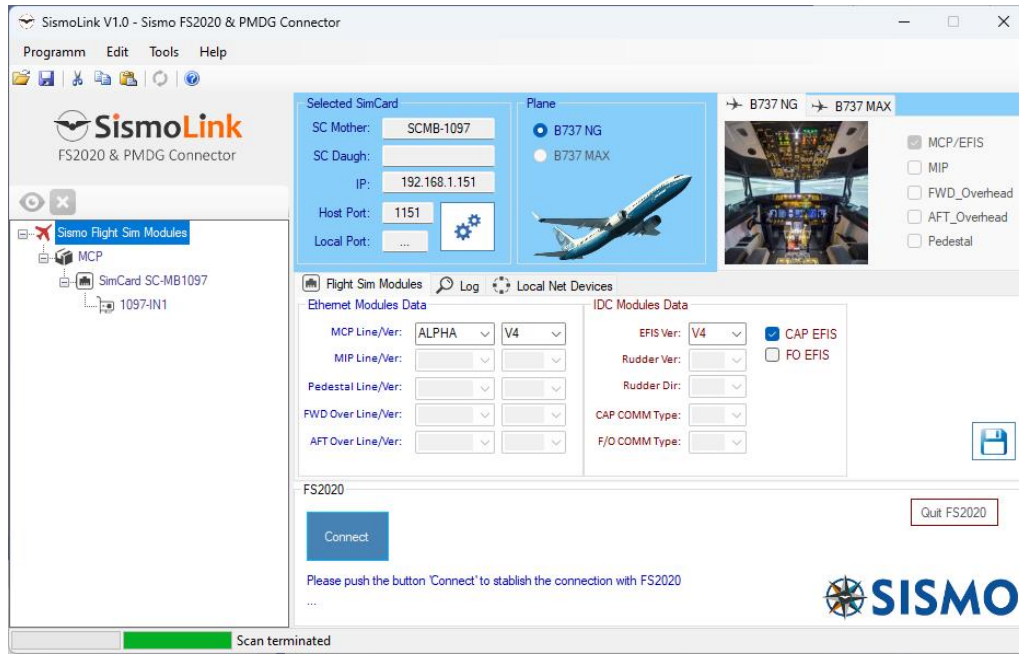 SismoLink V1.0 - Sismo FS2020 & PMDG Connector
Programm Edit Tools Help
SismoLink
FS2020 & PMDG Connector
Sismo Flight Sim Modules
MCP
SimCard SC-MB1097
1097-IN1
Selected SimCard
SC Mother: SCMB-1097
SC Daugh:
IP: 192.168.1.151
Host Port: 1151
Local Port: ...
Plane
B737 NG
B737 MAX
B737 NG B737 MAX
MCP/EFIS
MIP
FWD_Overhead
AFT_Overhead
Pedestal
Flight Sim Modules Log Local Net Devices
Ethernet Modules Data
MCP Line/Ver: ALPHA V4
MIP Line/Ver:
Pedestal Line/Ver:
FWD Over Line/Ver:
AFT Over Line/Ver:
IDC Modules Data
EFIS Ver: V4 CAP EFIS
FO EFIS
Rudder Ver:
Rudder Dir:
CAP COMM Type:
F/O COMM Type:
FS2020
Connect
Quit FS2020
Please push the button 'Connect' to stablish the connection with FS2020
...
SISMO
Scan terminated